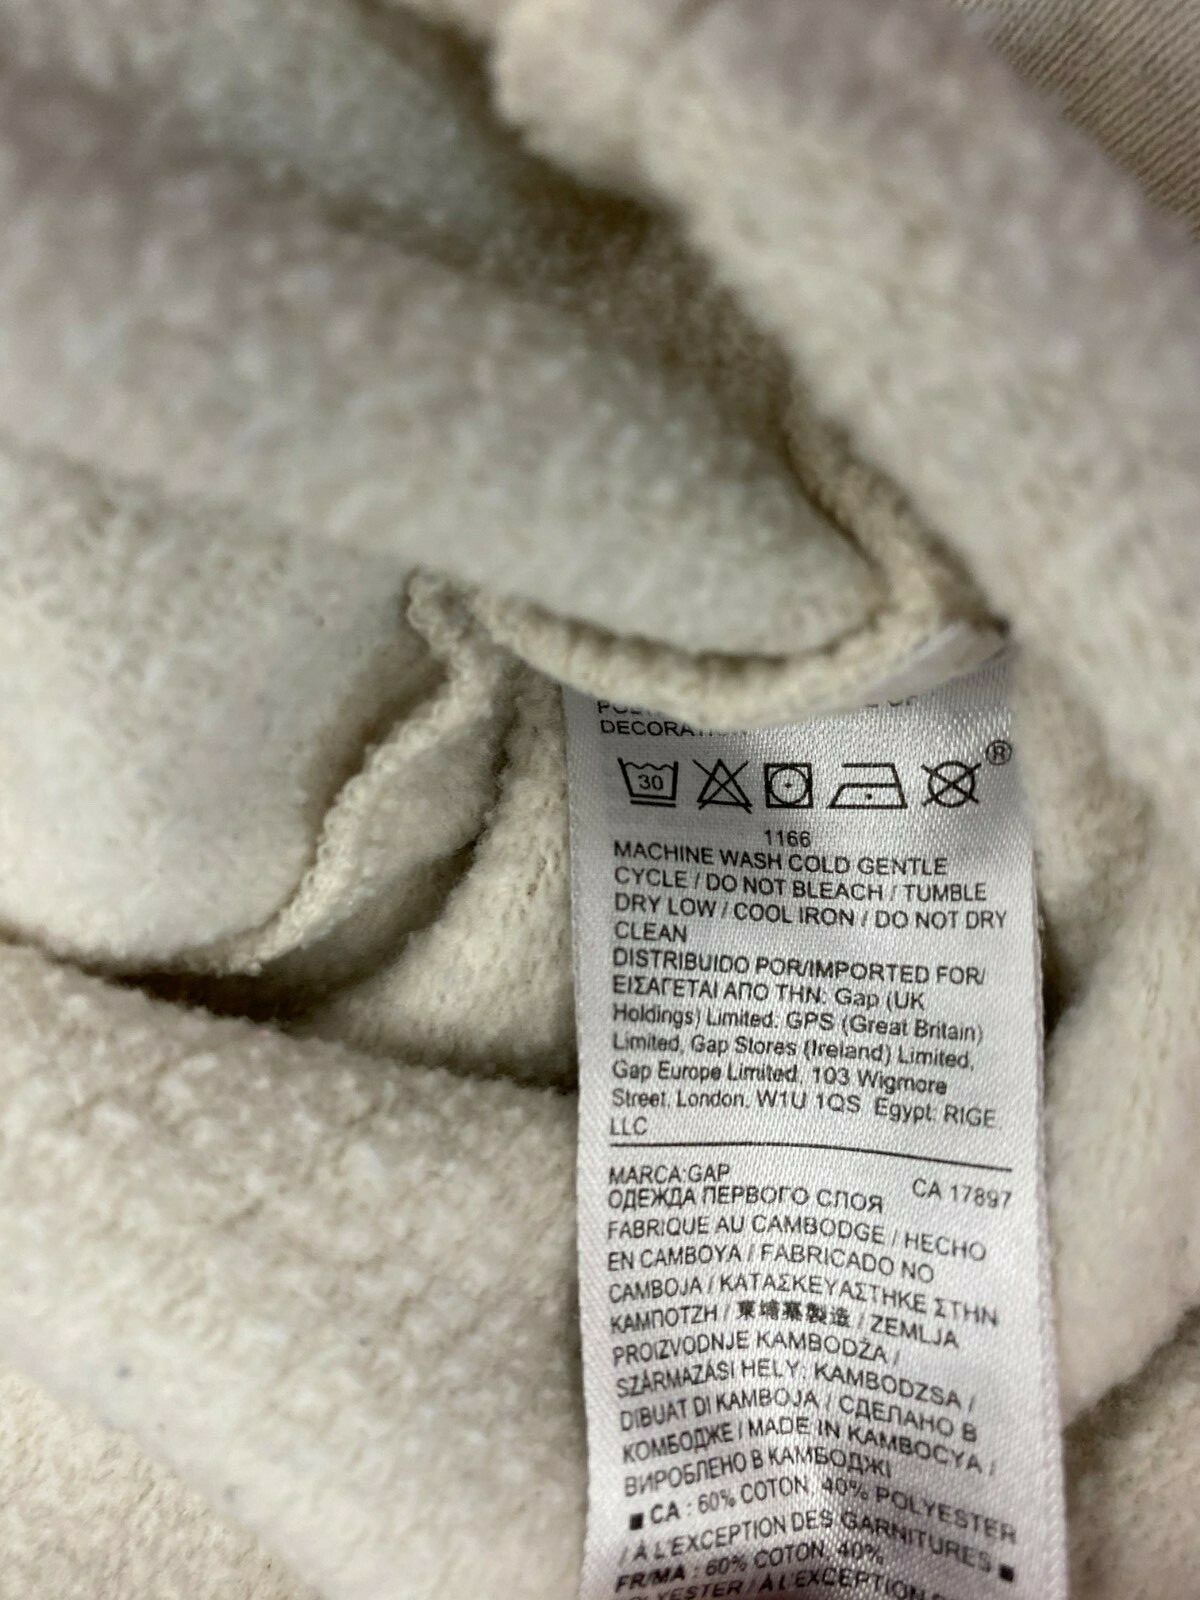 DECORATI
30
®
1166
MACHINE WASH COLD GENTLE
CYCLE / DO NOT BLEACH / TUMBLE
DRY LOW / COOL IRON / DO NOT DRY
CLEAN
DISTRIBUIDO POR/IMPORTED FOR/
ΕΙΣΑΓΕΤΑΙ ΑΠΟ ΤΗΝ: Gap (UK
Holdings) Limited, GPS (Great Britain)
Limited, Gap Stores (Ireland) Limited,
Gap Europe Limited, 103 Wigmore
Street, London, W1U 1QS Egypt: RIGE
LLC
MARCA:GAP CA 17897
ОДЕЖДА ПЕРВОГО СЛОЯ
FABRIQUE AU CAMBODGE / HECHO
EN CAMBOYA / FABRICADO NO
CAMBOJA / ΚΑΤΑΣΚΕΥΑΣΤΗΚΕ ΣΤΗΝ
ΚΑΜΠΟΤΖΗ / 柬埔寨製造 / ZEMLJA
PROIZVODNJE KAMBODŽA /
SZÁRMAZÁSI HELY: KAMBODZSA /
DIBUAT DI KAMBOJA / СДЕЛАНО В
КОМБОДЖЕ / MADE IN KAMBOCYA /
ВИРОБЛЕНО В КАМБОДЖІ
■ CA : 60% COTON, 40% POLYESTER
/ À L'EXCEPTION DES GARNITURES ■
FR/MA : 60% COTON, 40%
POLYESTER / À L'EXCEPTION